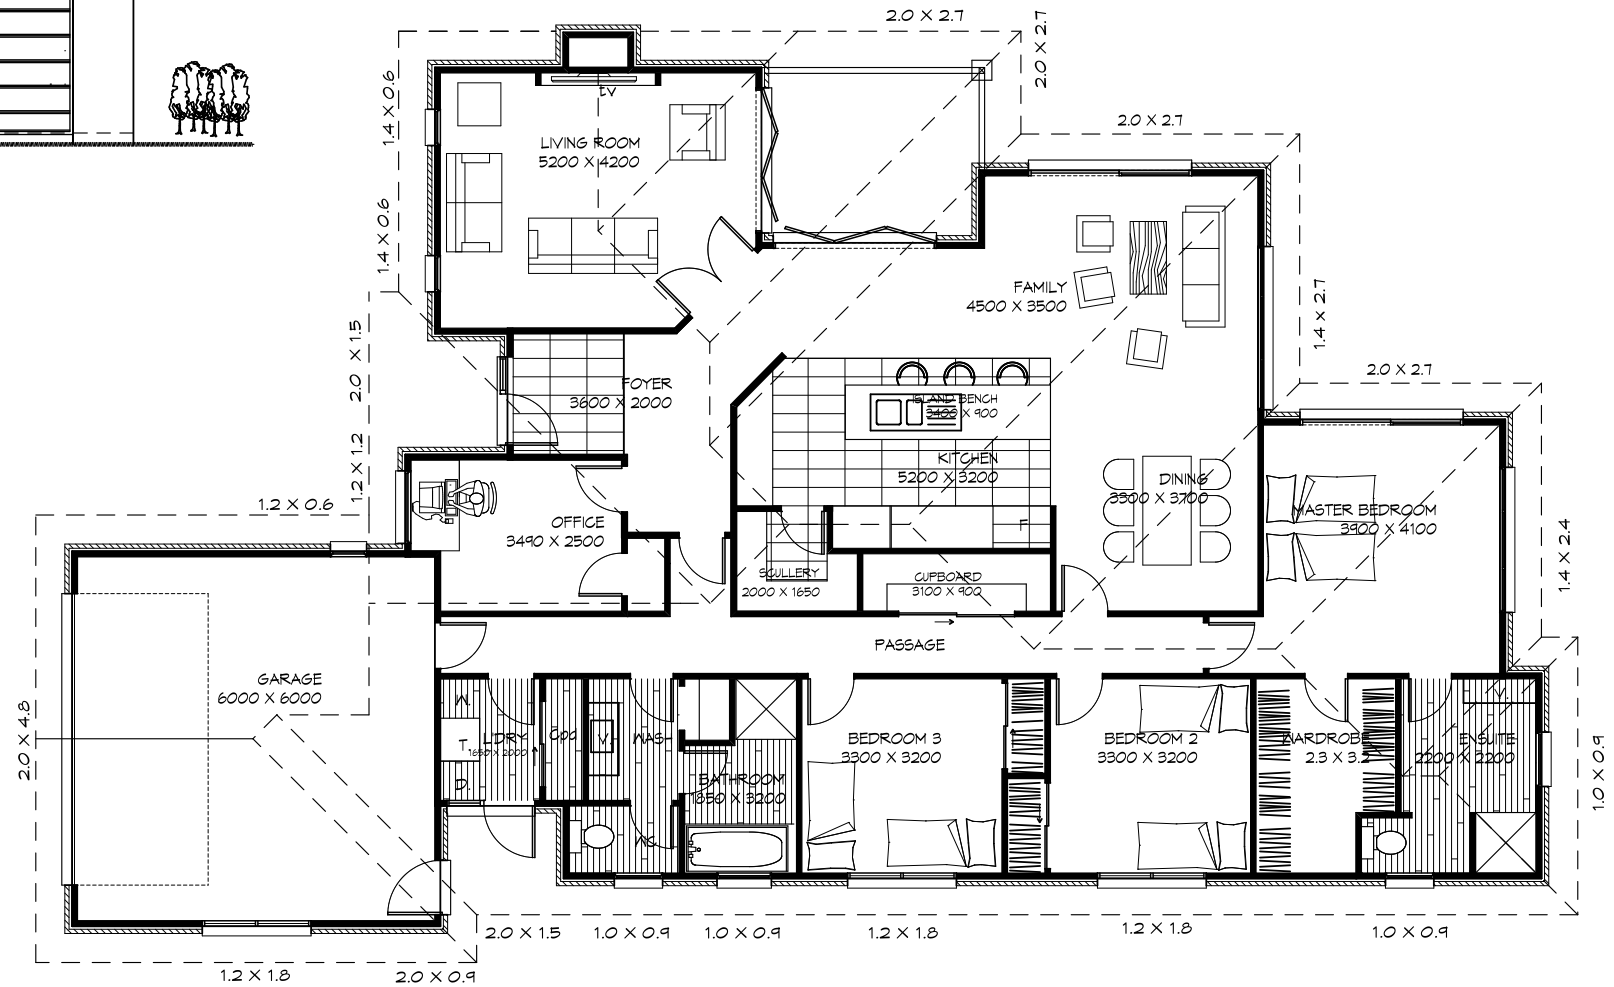 2.0 X 2.7
2.0 X 2.7
1.4 X 0.6
tv
LIVING ROOM
5200 X 4200
2.0 X 2.7
1.4 X 0.6
FAMILY
4500 X 3500
1.4 X 2.7
2.0 X 1.5
2.0 X 2.7
FOYER
3600 X 2000
ISLAND BENCH
3400 X 900
1.2 X 1.2
KITCHEN
5200 X 3200
DINING
3300 X 3700
1.2 X 0.6
OFFICE
3490 X 2500
F
MASTER BEDROOM
3900 X 4100
1.4 X 2.4
SCULLERY
2000 X 1650
CUPBOARD
3100 X 900
PASSAGE
GARAGE
6000 X 6000
2.0 X 4.8
W.
T.
D.
L'DRY
1650 X 2000
Cpd
V.
WAS
BATHROOM
1850 X 3200
WC
BEDROOM 3
3300 X 3200
BEDROOM 2
3300 X 3200
WARDROBE
2.3 X 3.2
V.
ENSUITE
2200 X 2200
1.0 X 0.9
2.0 X 1.5
1.0 X 0.9
1.0 X 0.9
1.2 X 1.8
1.2 X 1.8
1.0 X 0.9
1.2 X 1.8
2.0 X 0.9